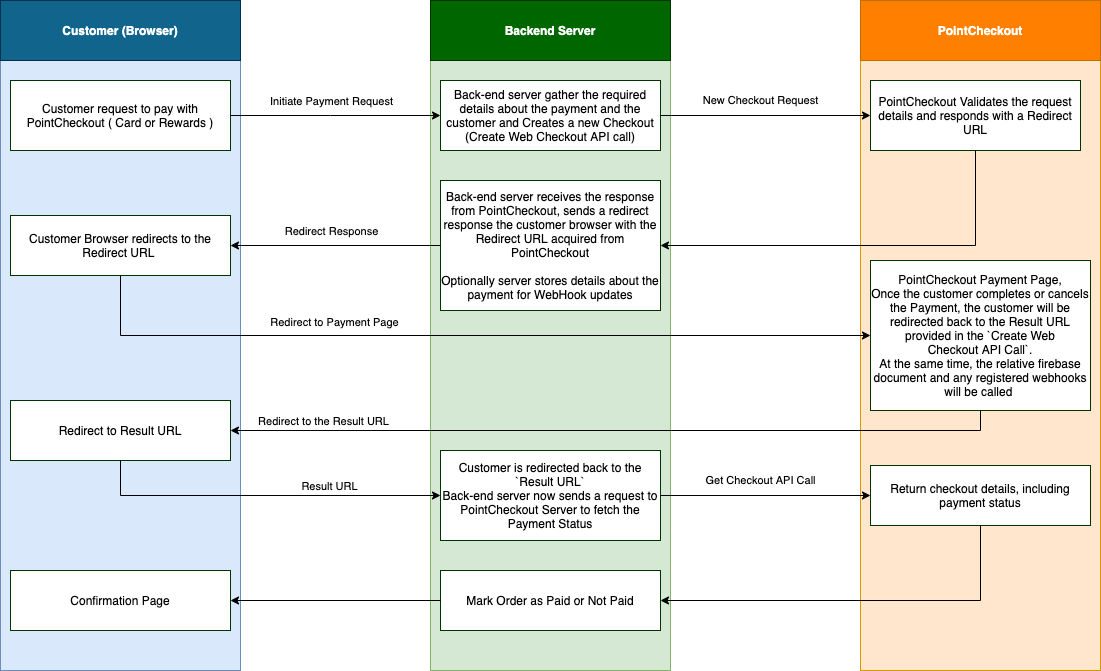 Customer (Browser)
Backend Server
PointCheckout
Customer request to pay with
PointCheckout ( Card or Rewards )
Initiate Payment Request
Back-end server gather the required
details about the payment and the
customer and Creates a new Checkout
(Create Web Checkout API call)
New Checkout Request
PointCheckout Validates the request
details and responds with a Redirect
URL
Back-end server receives the response
from PointCheckout, sends a redirect
response the customer browser with the
Redirect URL acquired from
PointCheckout
Optionally server stores details about the
payment for WebHook updates
Redirect Response
Customer Browser redirects to the
Redirect URL
Redirect to Payment Page
PointCheckout Payment Page,
Once the customer completes or cancels
the Payment, the customer will be
redirected back to the Result URL
provided in the `Create Web
Checkout API Call`.
At the same time, the relative firebase
document and any registered webhooks
will be called
Redirect to the Result URL
Redirect to Result URL
Result URL
Customer is redirected back to the
`Result URL`
Back-end server now sends a request to
PointCheckout Server to fetch the
Payment Status
Get Checkout API Call
Return checkout details, including
payment status
Mark Order as Paid or Not Paid
Confirmation Page